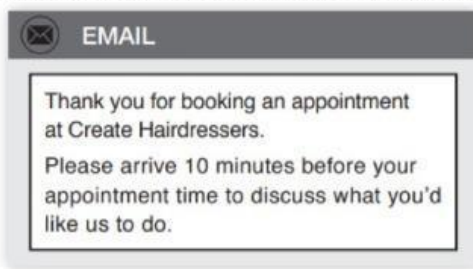 EMAIL
Thank you for booking an appointment
at Create Hairdressers.
Please arrive 10 minutes before your
appointment time to discuss what you'd
like us to do.